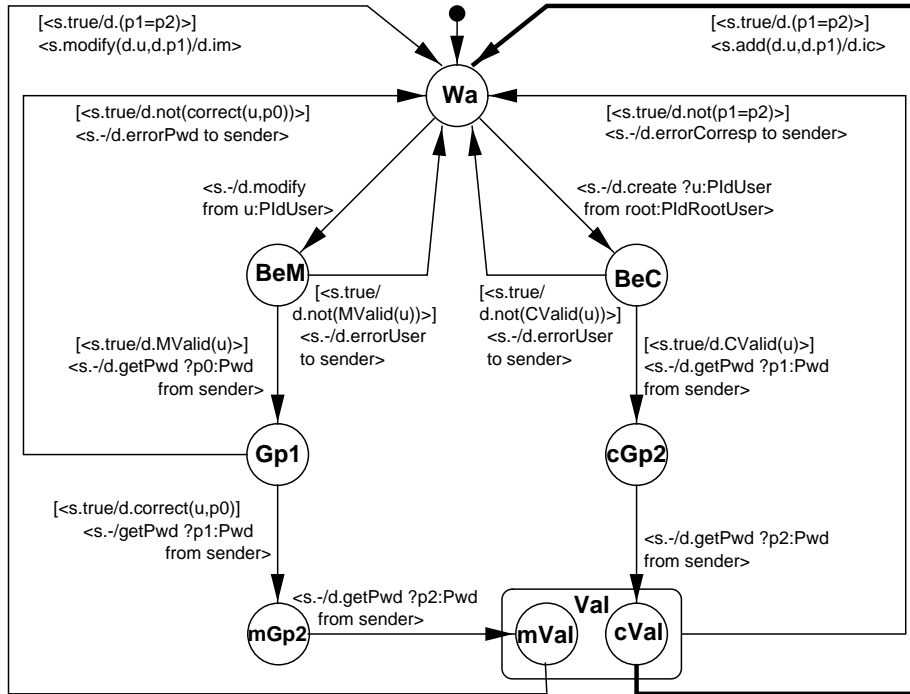 [<s.true/d.(p1=p2)>]
<s.modify(d.u,d.p1)/d.im>
[<s.true/d.(p1=p2)>]
<s.add(d.u,d.p1)/d.ic>
Wa
[<s.true/d.not(correct(u,p0))>]
<s.-/d.errorPwd to sender>
[<s.true/d.not(p1=p2)>]
<s.-/d.errorCorresp to sender>
<s.-/d.modify
from u:PIdUser>
<s.-/d.create ?u:PIdUser
from root:PIdRootUser>
BeM
BeC
[<s.true/
d.not(MValid(u))>]
<s.-/d.errorUser
to sender>
[<s.true/
d.not(CValid(u))>]
<s.-/d.errorUser
to sender>
[<s.true/d.MValid(u)>]
<s.-/d.getPwd ?p0:Pwd
from sender>
[<s.true/d.CValid(u)>]
<s.-/d.getPwd ?p1:Pwd
from sender>
Gp1
cGp2
[<s.true/d.correct(u,p0)]
<s.-/getPwd ?p1:Pwd
from sender>
<s.-/d.getPwd ?p2:Pwd
from sender>
<s.-/d.getPwd ?p2:Pwd
from sender>
Val
mGp2
mVal
cVal